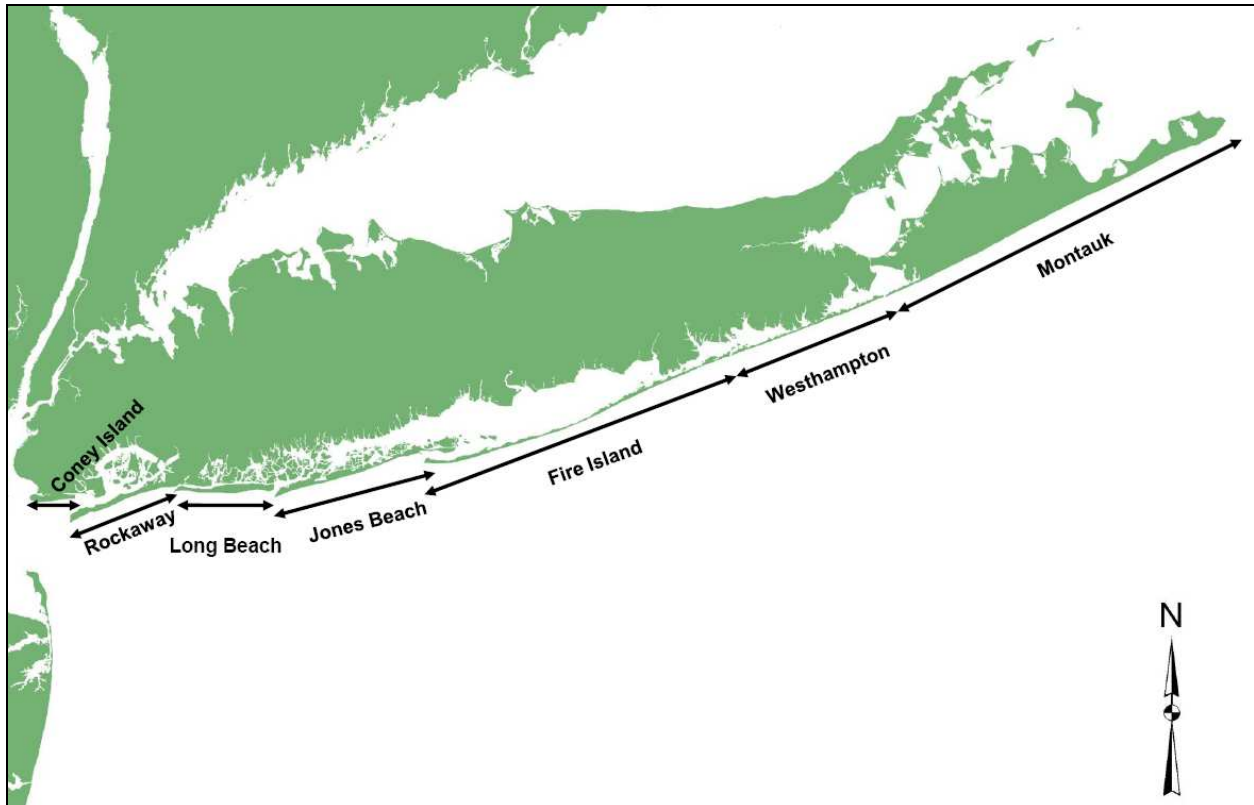 Coney Island
Rockaway
Long Beach
Jones Beach
Fire Island
Westhampton
Montauk
N